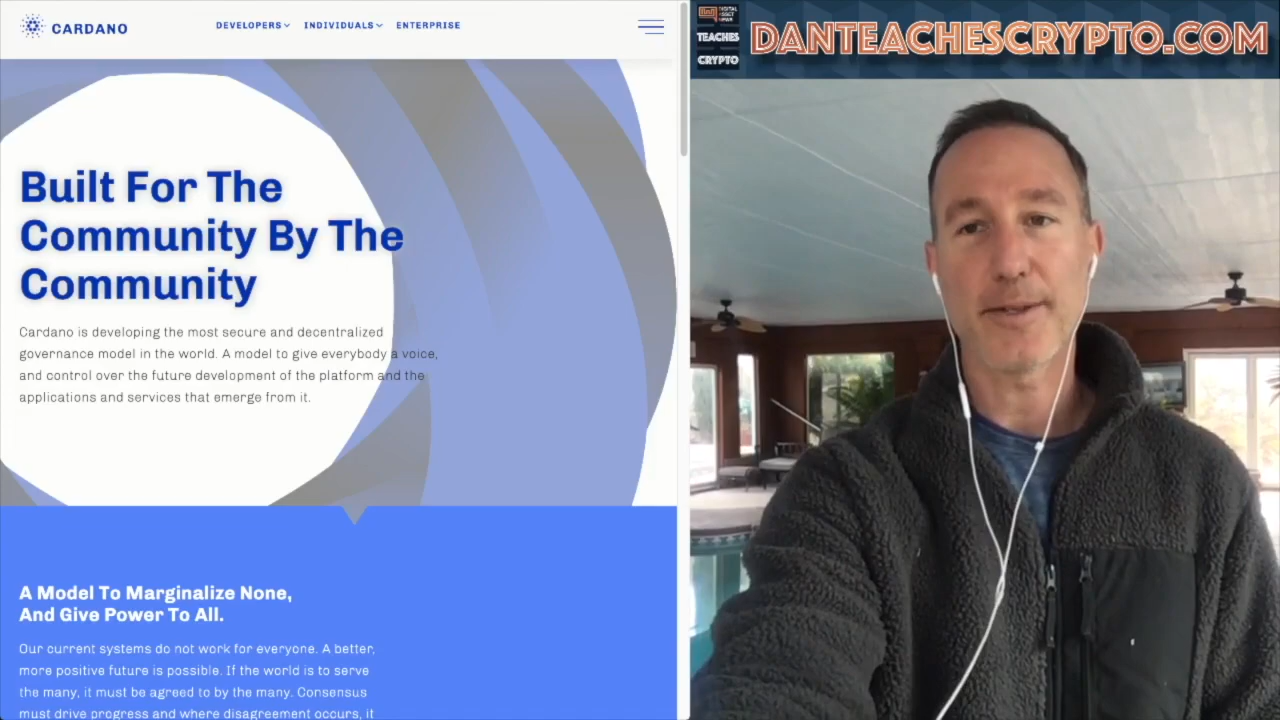 CARDANO
DEVELOPERS
INDIVIDUALS
ENTERPRISE
Built For The
Community By The
Community
Cardano is developing the most secure and decentralized
governance model in the world. A model to give everybody a voice,
and control over the future development of the platform and the
applications and services that emerge from it.
A Model To Marginalize None,
And Give Power To All.
Our current systems do not work for everyone. A better,
more positive future is possible. If the world is to serve
the many, it must be agreed to by the many. Consensus
must drive progress and where disagreement occurs, it
DIGITAL
ASSET
TEACHES
CRYPTO
DANTEACHESCRYPTO.COM